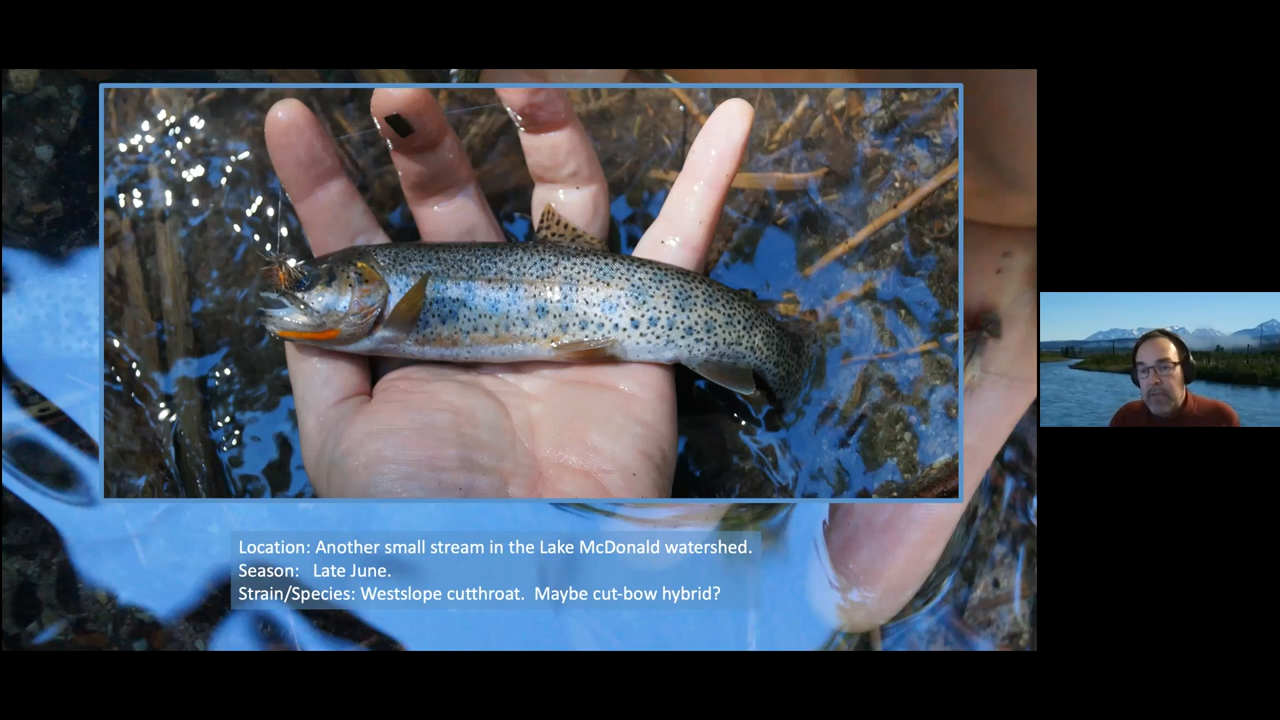 Location: Another small stream in the Lake McDonald watershed.
Season:   Late June.
Strain/Species: Westslope cutthroat.  Maybe cut-bow hybrid?